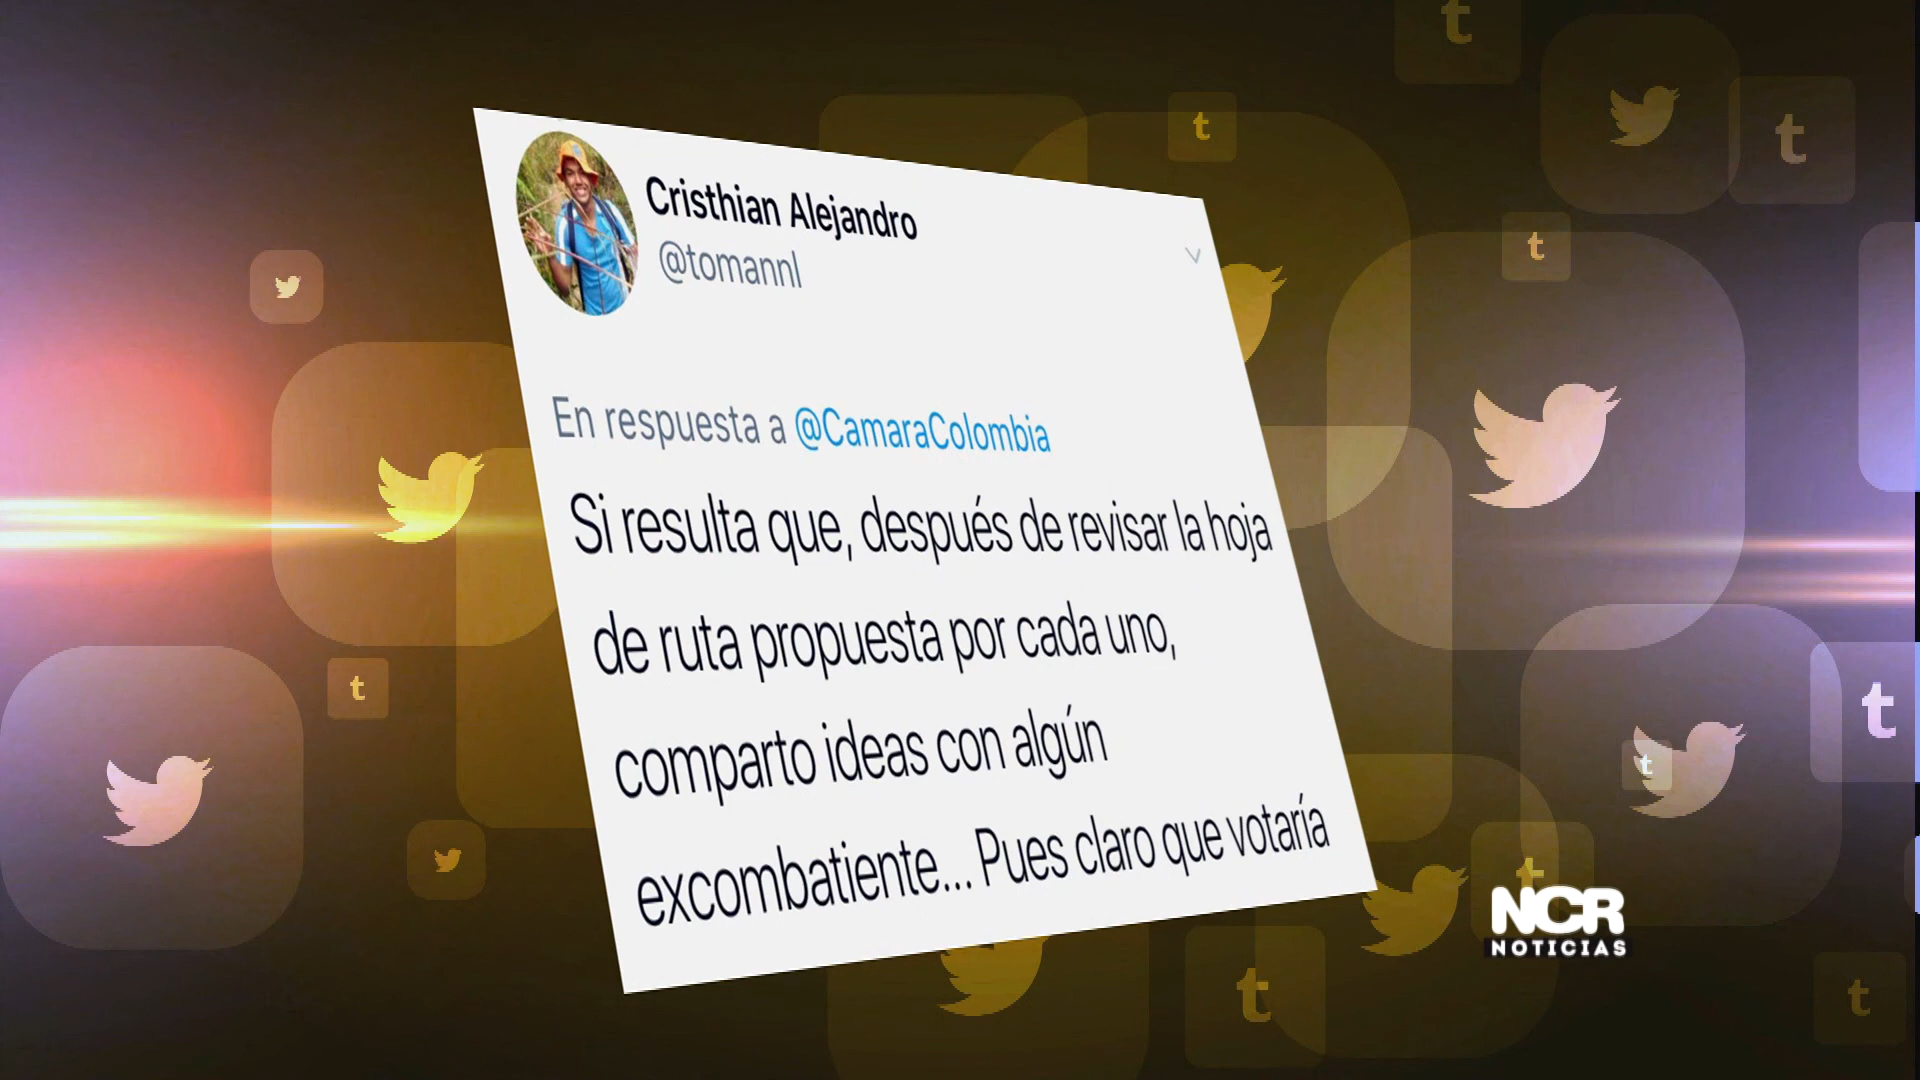 Cristhian Alejandro
@tomannl
En respuesta a @CamaraColombia
Si resulta que, después de revisar la hoja
de ruta propuesta por cada uno,
comparto ideas con algún
excombatiente... Pues claro que votaría
NCR
NOTICIAS